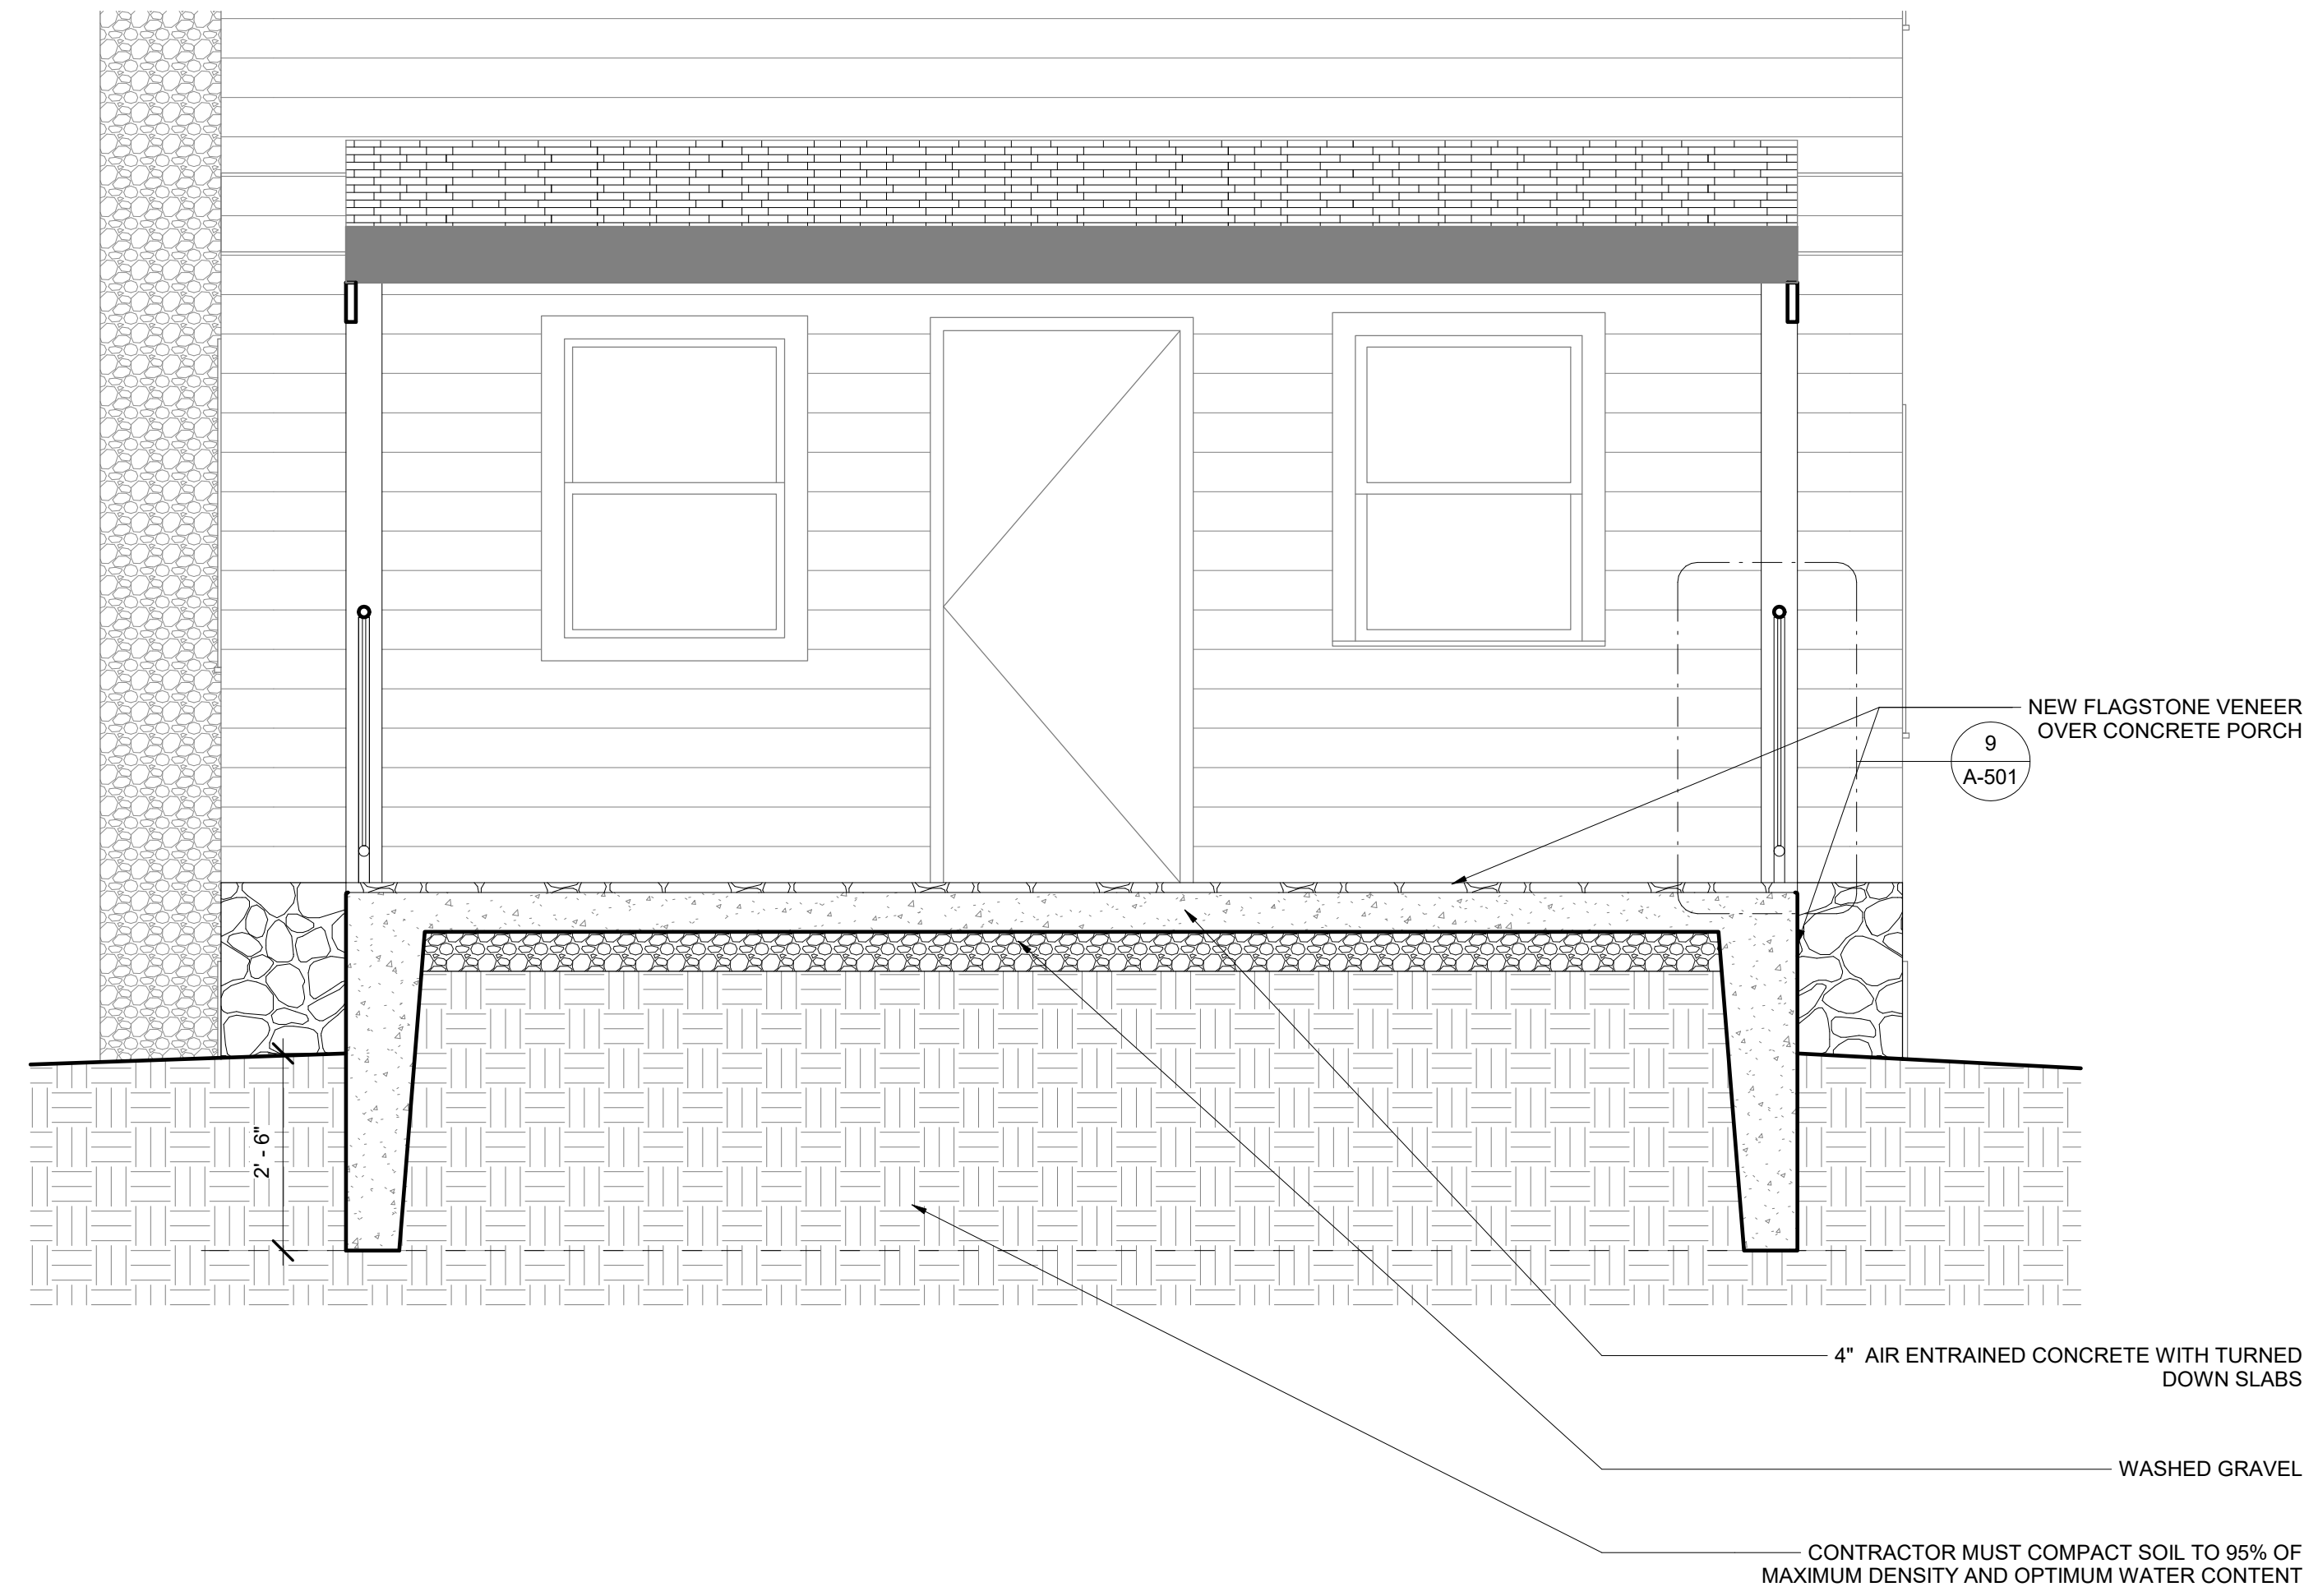 NEW FLAGSTONE VENEER
OVER CONCRETE PORCH
9
A-501
2' - 6"
4" AIR ENTRAINED CONCRETE WITH TURNED
DOWN SLABS
WASHED GRAVEL
CONTRACTOR MUST COMPACT SOIL TO 95% OF
MAXIMUM DENSITY AND OPTIMUM WATER CONTENT